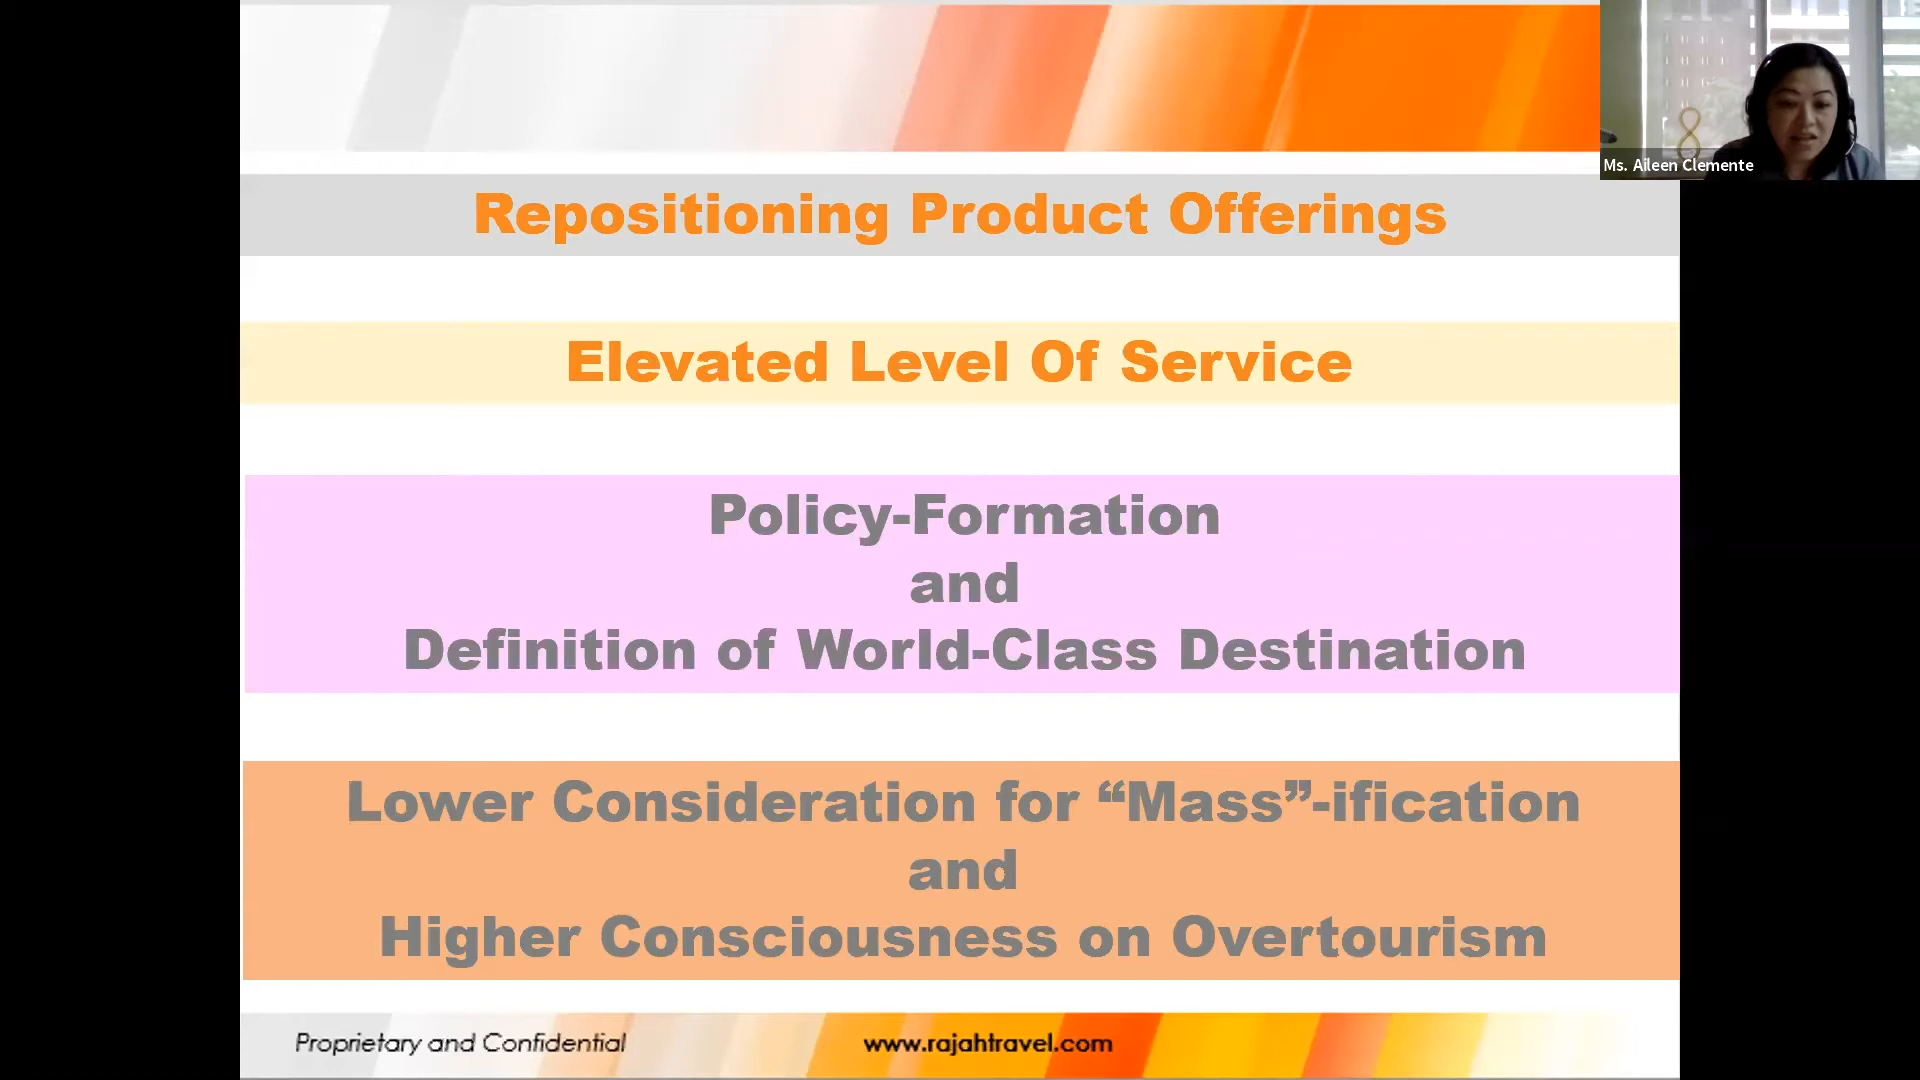 Ms. Aileen Clemente
Repositioning Product Offerings
Elevated Level Of Service
Policy-Formation
and
Definition of World-Class Destination
Lower Consideration for “Mass”-ification
and
Higher Consciousness on Overtourism
Proprietary and Confidential
www.rajahtravel.com